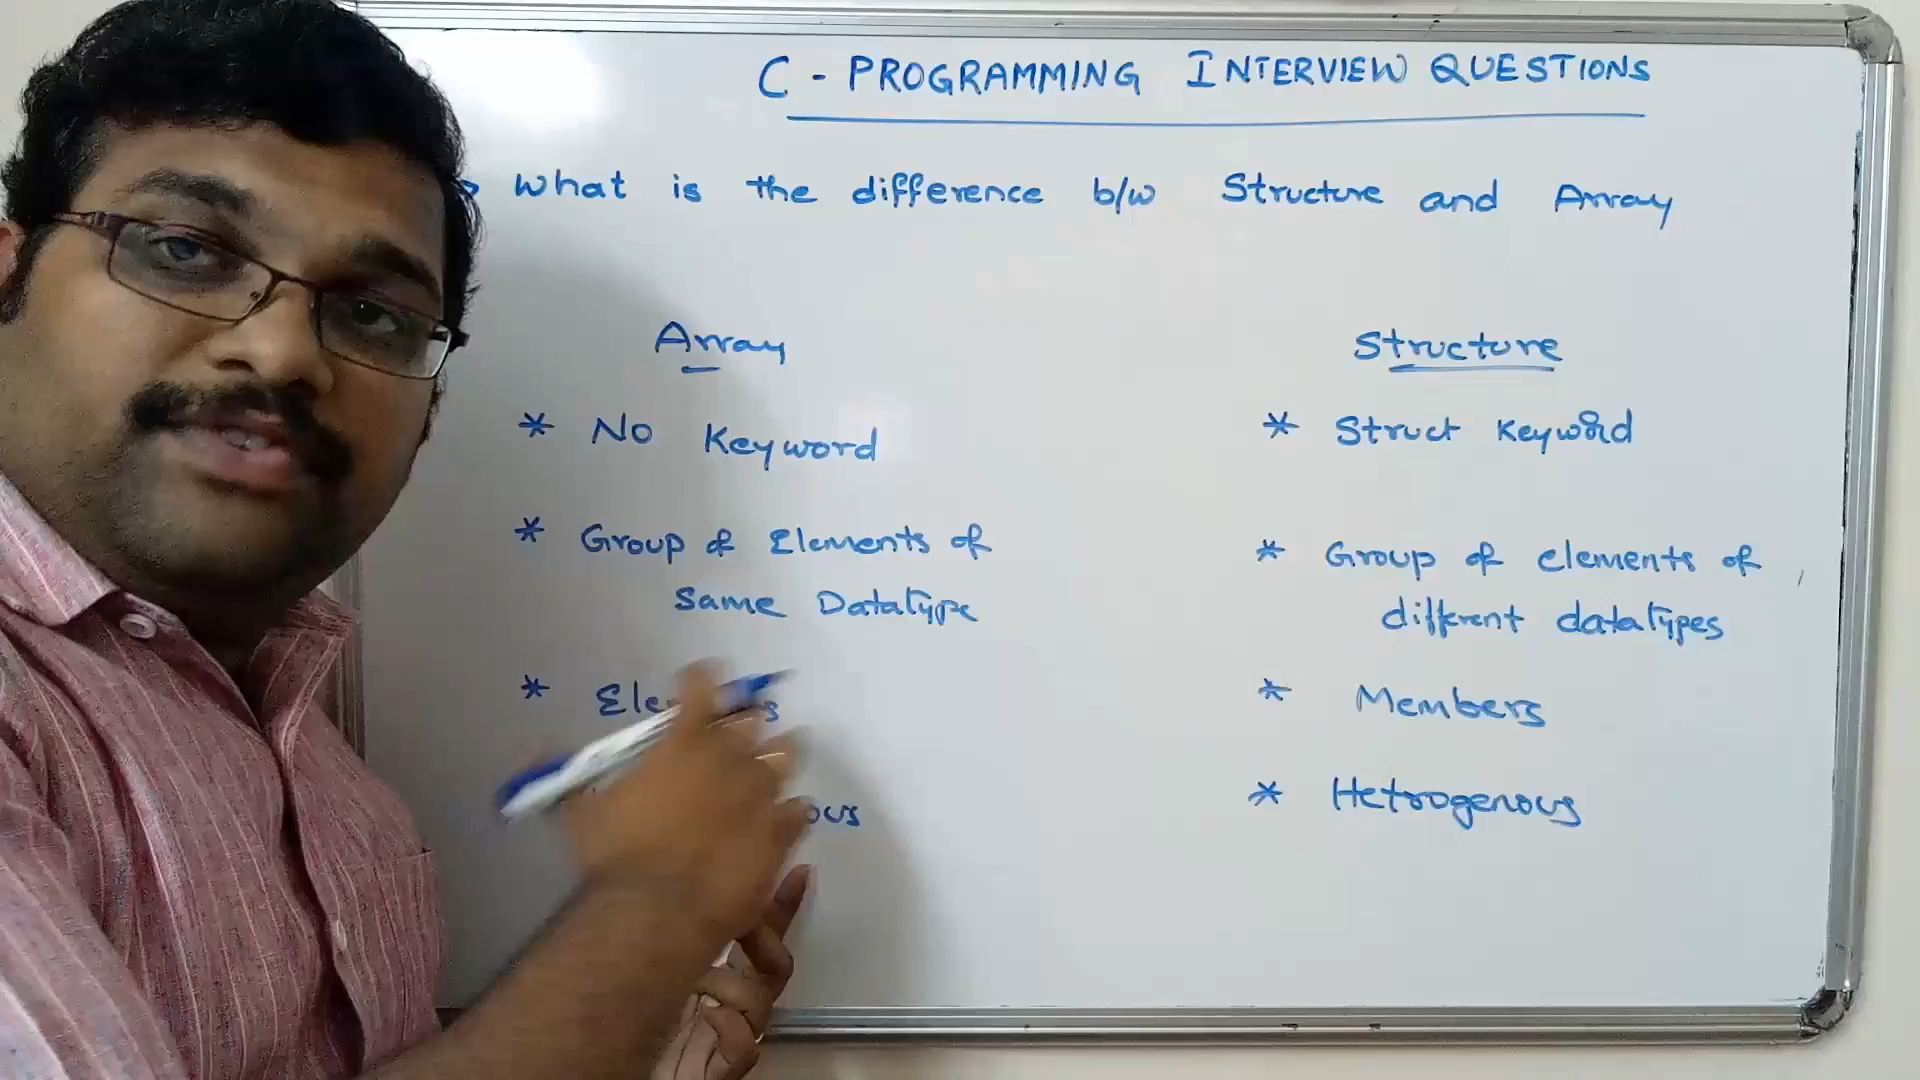 C - PROGRAMMING INTERVIEW QUESTIONS
What is the difference b/w Structure and Array
Array
* No Keyword
* Group of Elements of
Same Datatype
*
Structure
* Struct Keyword
* Group of elements of
different datatypes
* Members
* Hetrogenous